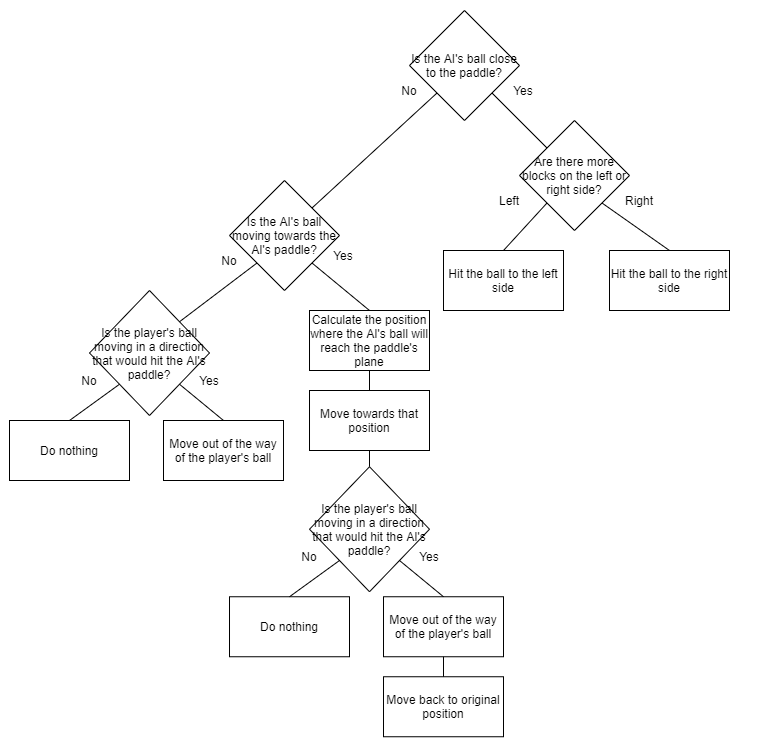 Is the AI's ball close
to the paddle?
No
Yes
Are there more
blocks on the left or
right side?
Left
Right
Is the AI's ball
moving towards the
AI's paddle?
No
Yes
Hit the ball to the left
side
Hit the ball to the right
side
Is the player's ball
moving in a direction
that would hit the AI's
paddle?
No
Yes
Calculate the position
where the AI's ball will
reach the paddle's
plane
Do nothing
Move out of the way
of the player's ball
Move towards that
position
Is the player's ball
moving in a direction
that would hit the AI's
paddle?
No
Yes
Do nothing
Move out of the way
of the player's ball
Move back to original
position